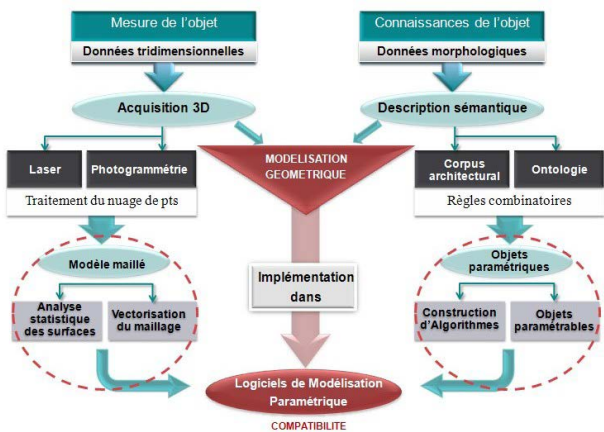 Mesure de l'objet
Données tridimensionnelles
Connaissances de l'objet
Données morphologiques
Acquisition 3D
Description sémantique
Laser
Photogrammétrie
Traitement du nuage de pts
MODELISATION
GEOMETRIQUE
Corpus
architectural
Ontologie
Règles combinatoires
Modèle maillé
Analyse
statistique
des surfaces
Vectorisation
du maillage
Implémentation
dans
Objets
paramétriques
Construction
d'Algorithmes
Objets
paramétrables
Logiciels de Modélisation
Paramétrique
COMPATIBILITE